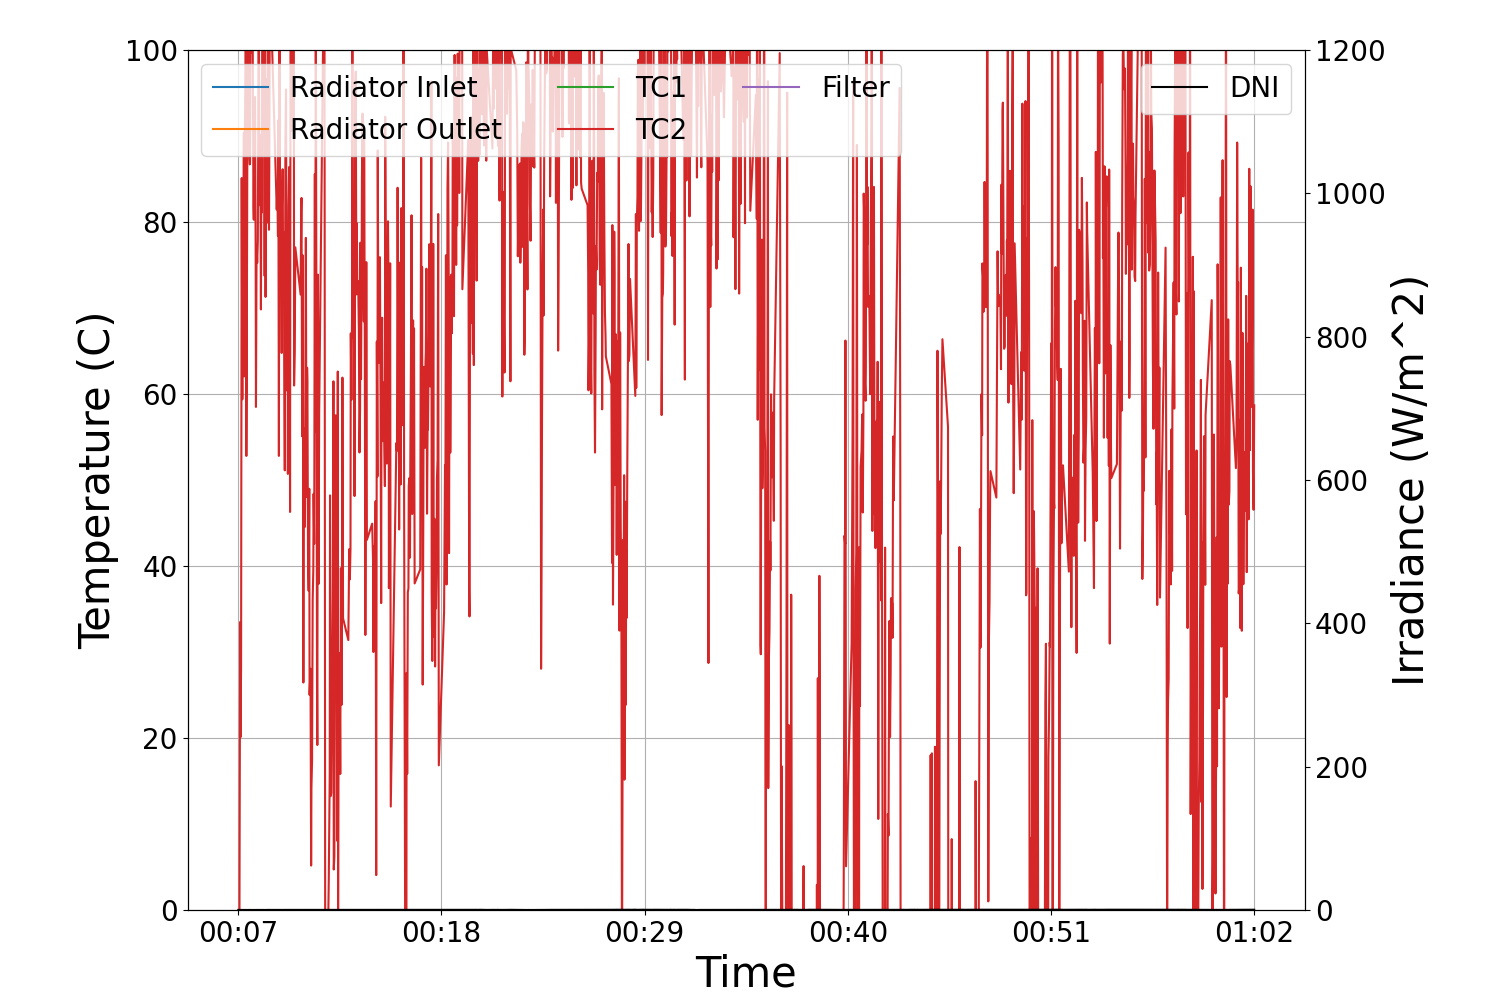 100
80
60
40
20
0
Temperature (C)
Radiator Inlet
Radiator Outlet
TC1
TC2
Filter
DNI
1200
1000
800
600
400
200
0
Irradiance (W/m^2)
00:07
00:18
00:29
00:40
00:51
01:02
Time